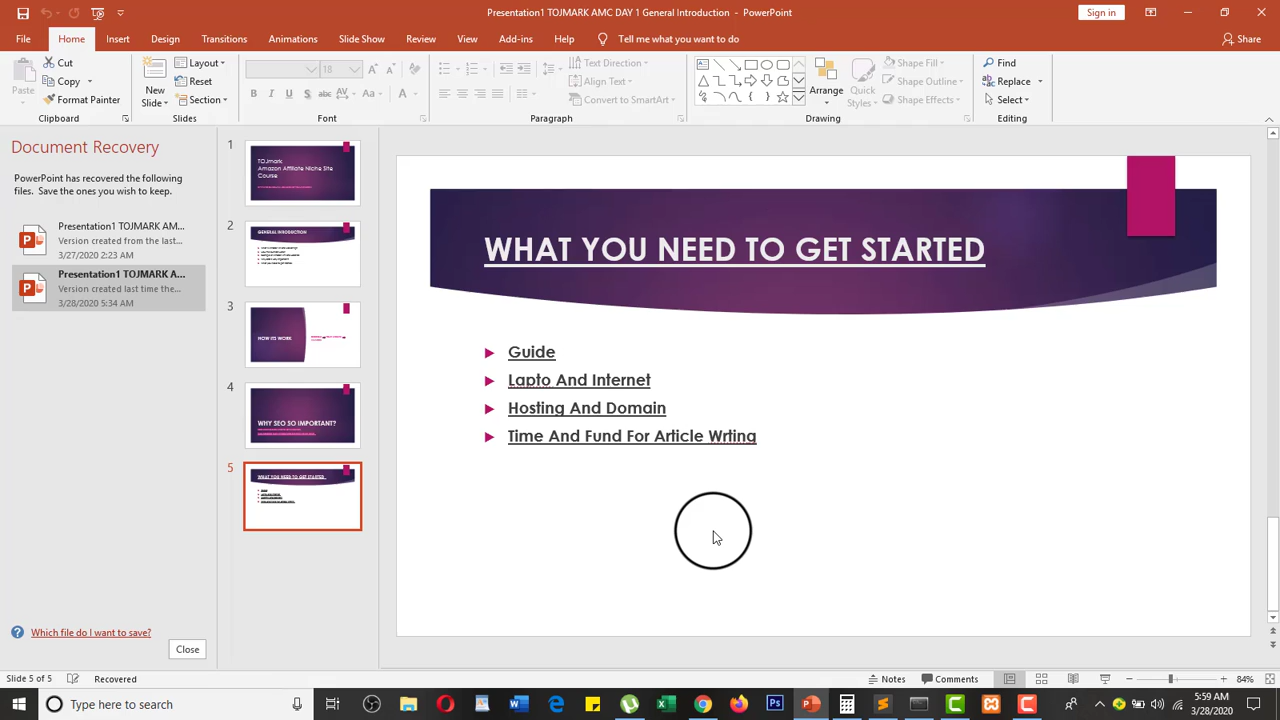 Presentation1 TOJMARK AMC DAY 1 General Introduction - PowerPoint
Sign in
File Home Insert Design Transitions Animations Slide Show Review View Add-ins Help Tell me what you want to do Share
Paste
Cut
Copy
Format Painter
Clipboard
New Slide
Layout
Reset
Section
Slides
18
Font
Text Direction
Align Text
Convert to SmartArt
Paragraph
Arrange
Quick Styles
Shape Fill
Shape Outline
Shape Effects
Drawing
Find
Replace
Select
Editing
Document Recovery
PowerPoint has recovered the following
files. Save the ones you wish to keep.
Presentation1 TOJMARK AM...
Version created from the last...
3/27/2020 2:23 AM
Presentation1 TOJMARK A...
Version created last time the...
3/28/2020 5:34 AM
Which file do I want to save?
Close
1
TOJmark
Amazon Affiliate Niche Site
Course
2
GENERAL INTRODUCTION
3
HOW ITS WORK
4
WHY SEO SO IMPORTANT?
5
WHAT YOU NEED TO GET STARTED
WHAT YOU NEED TO GET STARTED
Guide
Lapto And Internet
Hosting And Domain
Time And Fund For Article Wrting
Slide 5 of 5
Recovered
Notes
Comments
84%
Type here to search
5:59 AM
3/28/2020